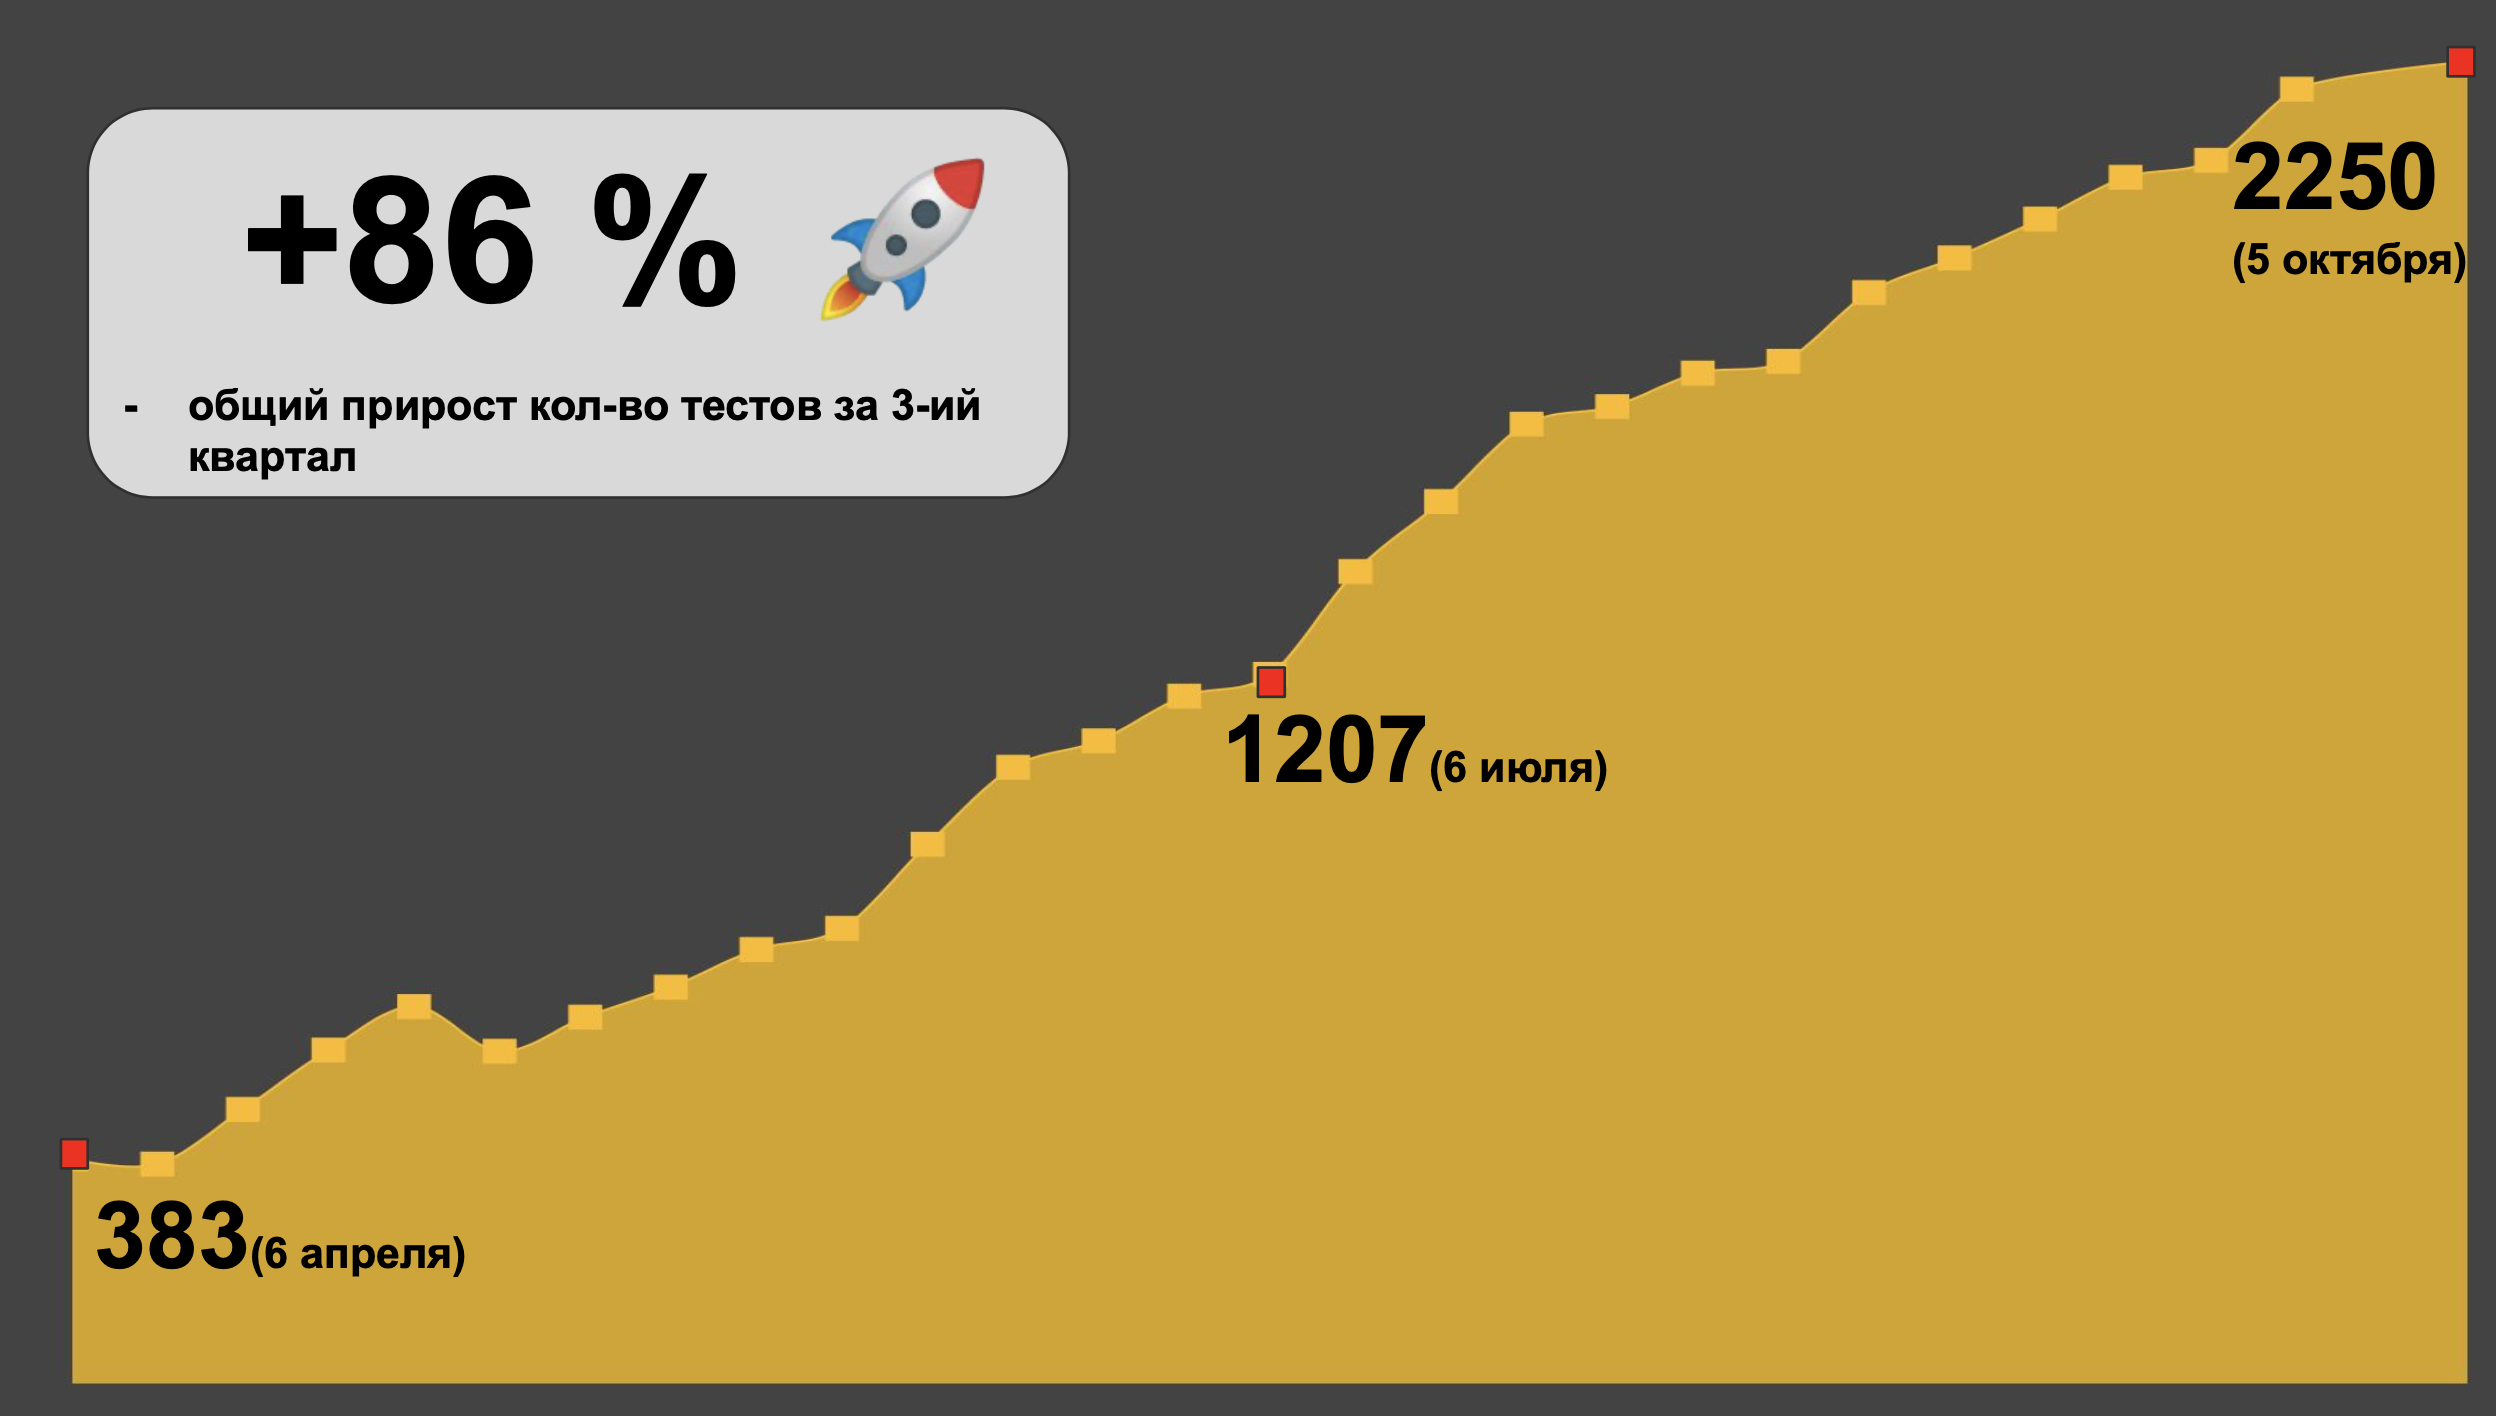 +86 %
- общий прирост кол-во тестов за 3-ий
квартал
2250
(5 октября)
1207(6 июля)
383(6 апреля)